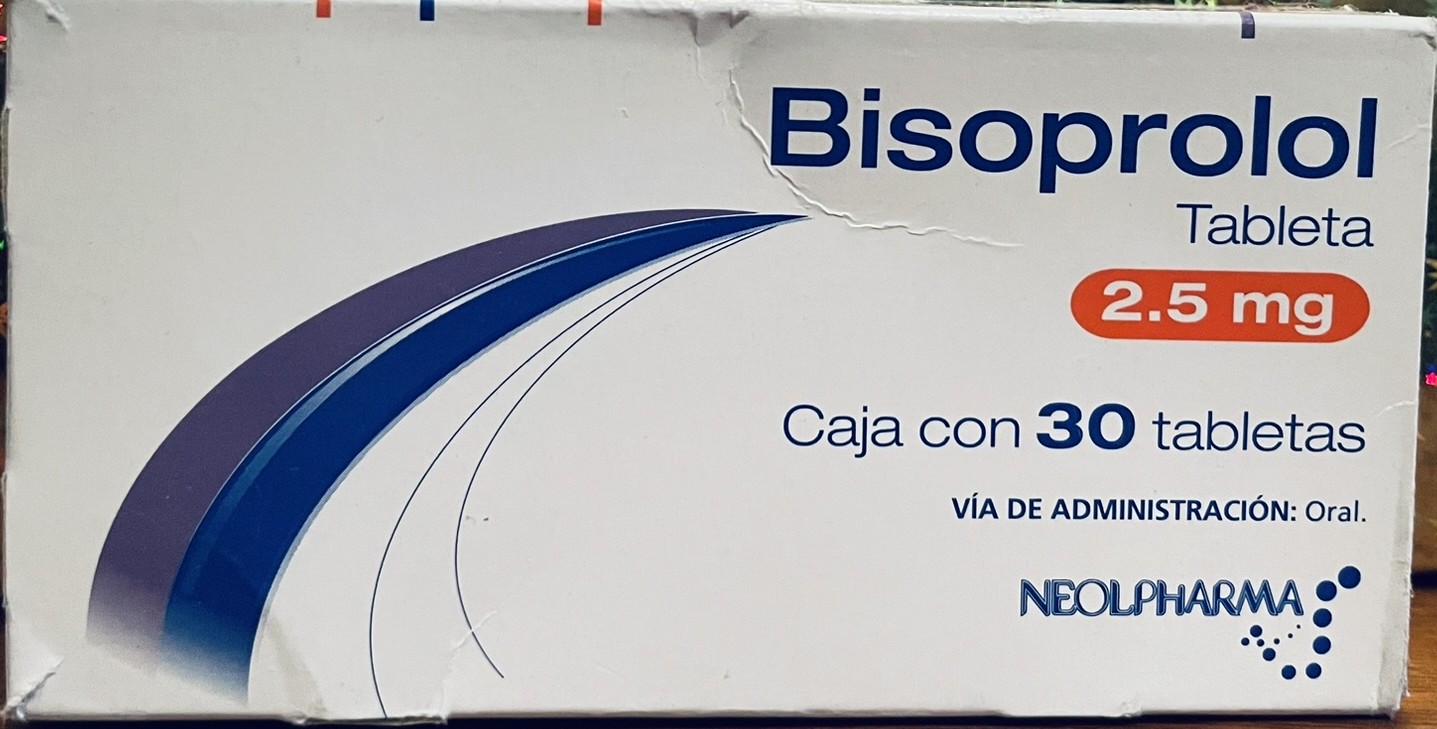 Bisoprolol
Tableta
2.5 mg
Caja con 30 tabletas
VÍA DE ADMINISTRACIÓN: Oral.
NEOLPHARMA